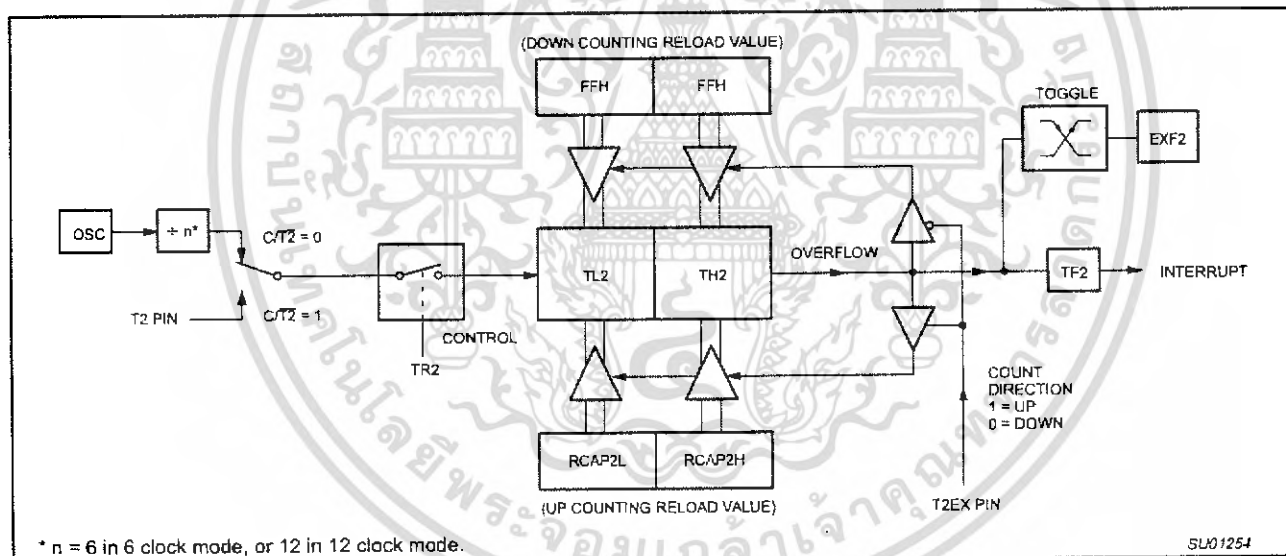 (DOWN COUNTING RELOAD VALUE)
FFH
FFH
TOGGLE
EXF2
OSC
÷ n*
C/T2̅ = 0
TL2
TH2
OVERFLOW
TF2
INTERRUPT
T2 PIN
C/T2̅ = 1
CONTROL
TR2
COUNT
DIRECTION
1 = UP
0 = DOWN
RCAP2L
RCAP2H
(UP COUNTING RELOAD VALUE)
T2EX PIN
* n = 6 in 6 clock mode, or 12 in 12 clock mode.
SU01254